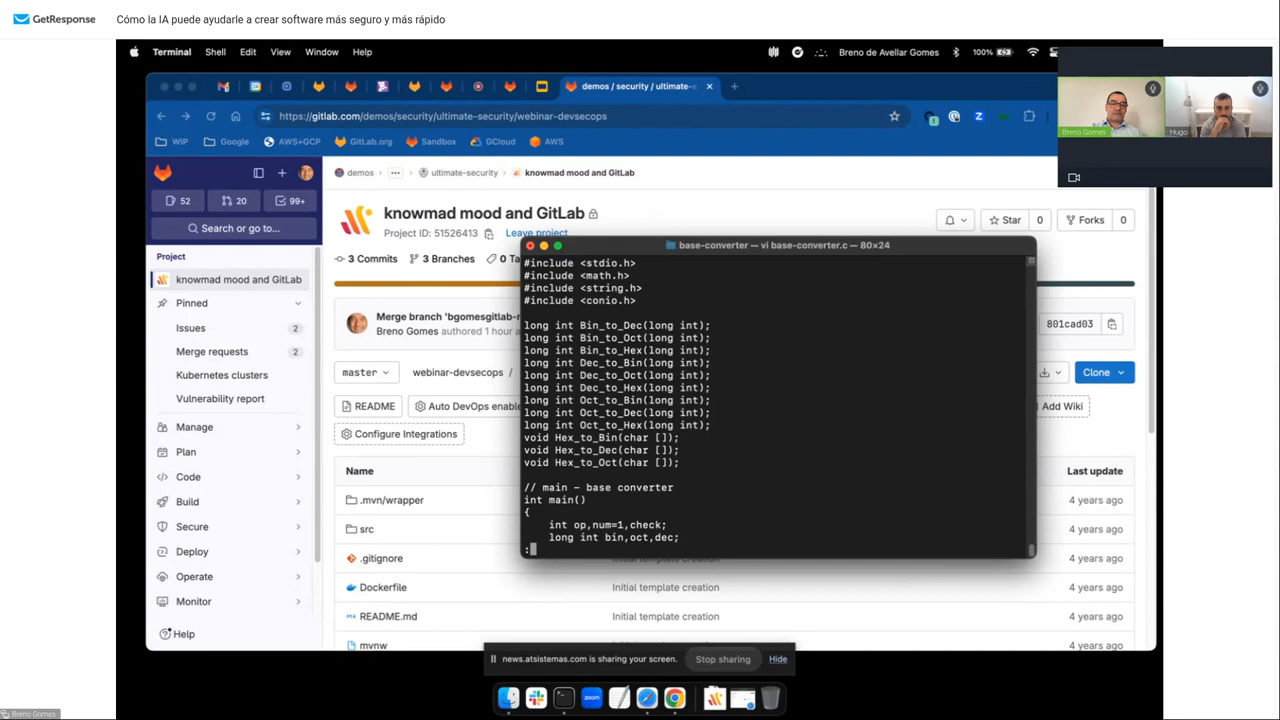 GetResponse Cómo la IA puede ayudarle a crear software más seguro y más rápido
Terminal Shell Edit View Window Help
Breno de Avellar Gomes 100%
demos / security / ultimate-s
https://gitlab.com/demos/security/ultimate-security/webinar-devsecops
WIP Google AWS+GCP GitLab.org Sandbox GCloud AWS
Breno Gomes
Hugo
52 20 99+
Search or go to...
Project
knowmad mood and GitLab
Pinned
Issues 2
Merge requests 2
Kubernetes clusters
Vulnerability report
Manage
Plan
Code
Build
Secure
Deploy
Operate
Monitor
Help
demos ... ultimate-security knowmad mood and GitLab
knowmad mood and GitLab
Project ID: 51526413 Leave project
Star 0 Forks 0
3 Commits 3 Branches 0 Ta
Merge branch 'bgomesgitlab-m
Breno Gomes authored 1 hour a
801cad03
master webinar-devsecops /
Clone
README Auto DevOps enable
Add Wiki
Configure Integrations
Name Last update
.mvn/wrapper 4 years ago
src 4 years ago
.gitignore Initial template creation 4 years ago
Dockerfile Initial template creation 4 years ago
README.md Initial template creation 4 years ago
mvnw 4 years ago
base-converter — vi base-converter.c — 80×24
#include <stdio.h>
#include <math.h>
#include <string.h>
#include <conio.h>
long int Bin_to_Dec(long int);
long int Bin_to_Oct(long int);
long int Bin_to_Hex(long int);
long int Dec_to_Bin(long int);
long int Dec_to_Oct(long int);
long int Dec_to_Hex(long int);
long int Oct_to_Bin(long int);
long int Oct_to_Dec(long int);
long int Oct_to_Hex(long int);
void Hex_to_Bin(char []);
void Hex_to_Dec(char []);
void Hex_to_Oct(char []);
// main - base converter
int main()
{
int op,num=1,check;
long int bin,oct,dec;
:
news.atsistemas.com is sharing your screen. Stop sharing Hide
zoom
Breno Gomes